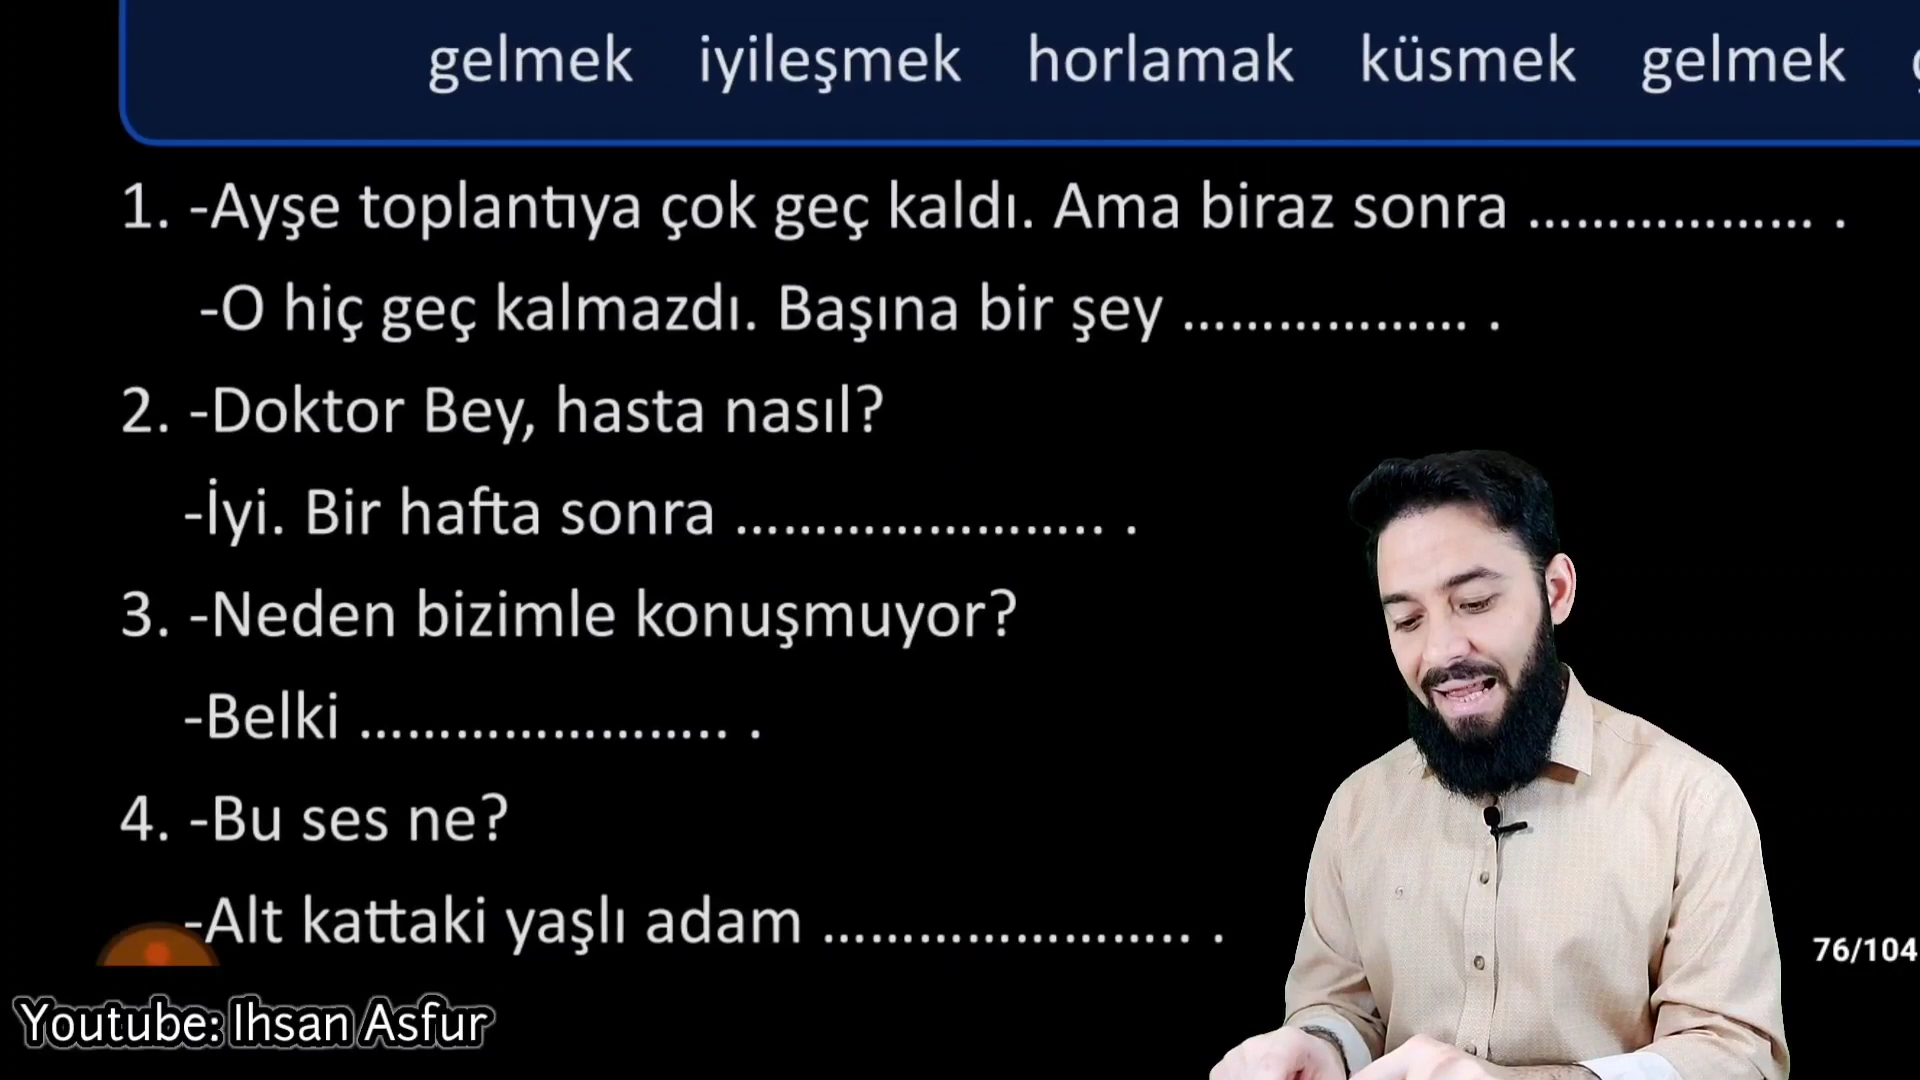 gelmek iyileşmek horlamak küsmek gelmek
1. -Ayşe toplantıya çok geç kaldı. Ama biraz sonra .................. .
-O hiç geç kalmazdı. Başına bir şey .................. .
2. -Doktor Bey, hasta nasıl?
-İyi. Bir hafta sonra ....................... .
3. -Neden bizimle konuşmuyor?
-Belki ....................... .
4. -Bu ses ne?
-Alt kattaki yaşlı adam ....................... .
76/104
Youtube: Ihsan Asfur